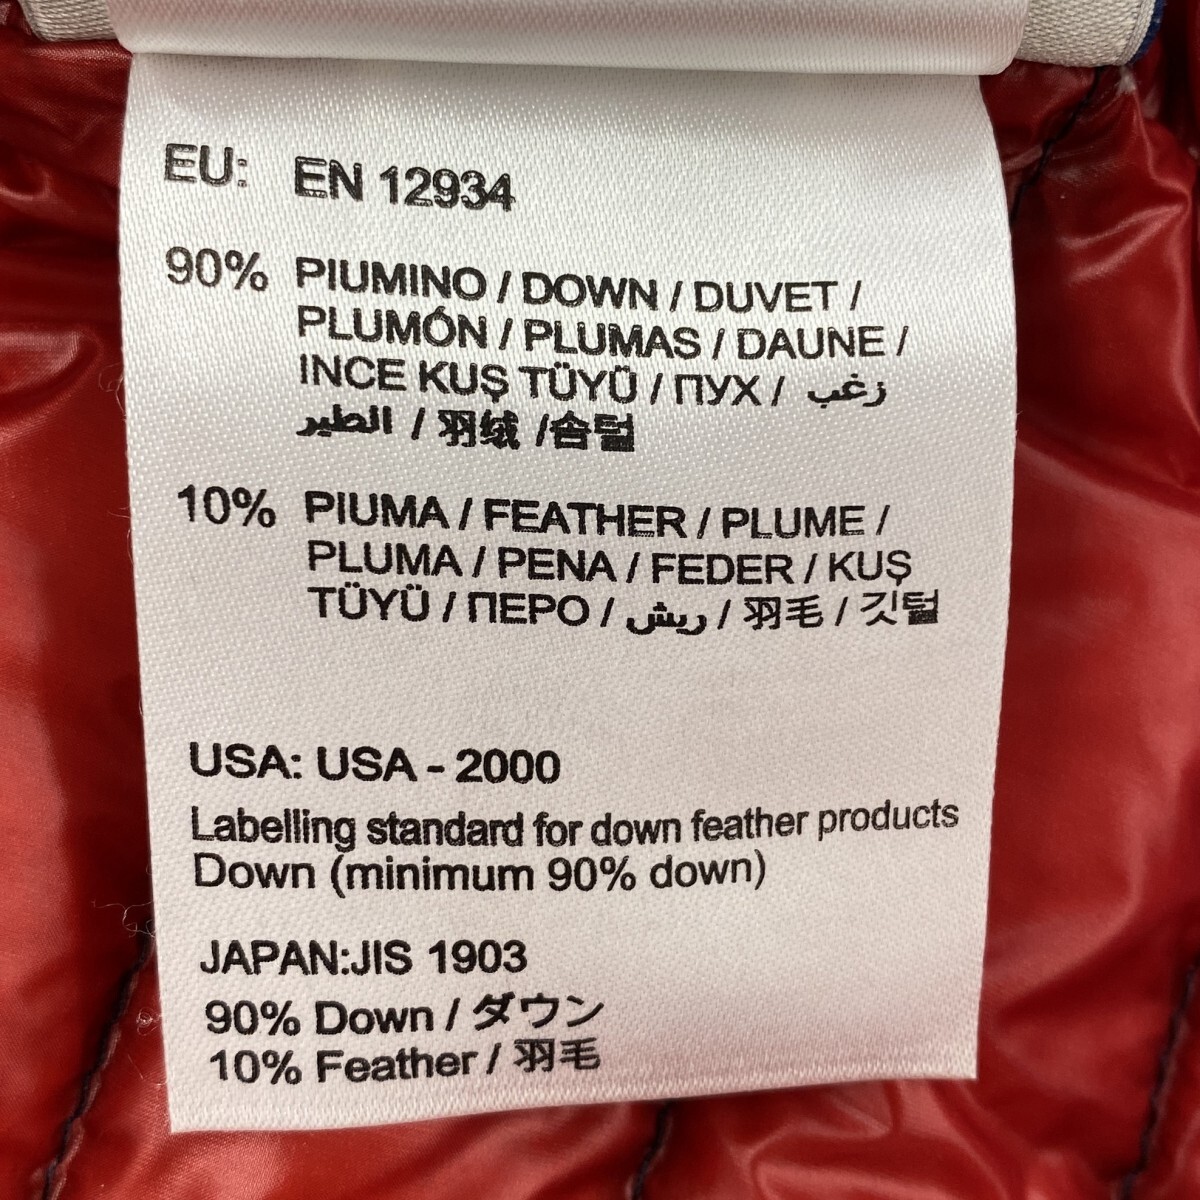 EU: EN 12934
90% PIUMINO / DOWN / DUVET /
PLUMÓN / PLUMAS / DAUNE /
INCE KUŞ TÜYÜ / ПУХ / زغب
الطير / 羽绒 /솜털
10% PIUMA / FEATHER / PLUME /
PLUMA / PENA / FEDER / KUŞ
TÜYÜ / ПЕРО / ريش / 羽毛 / 깃털
USA: USA - 2000
Labelling standard for down feather products
Down (minimum 90% down)
JAPAN:JIS 1903
90% Down / ダウン
10% Feather / 羽毛